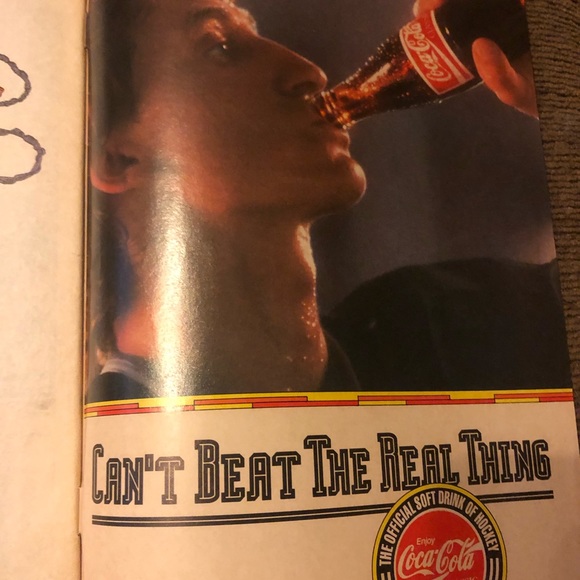 Coca-Cola
CAN'T BEAT THE REAL THING
THE OFFICIAL SOFT DRINK OF HOCKEY
Enjoy
Coca-Cola